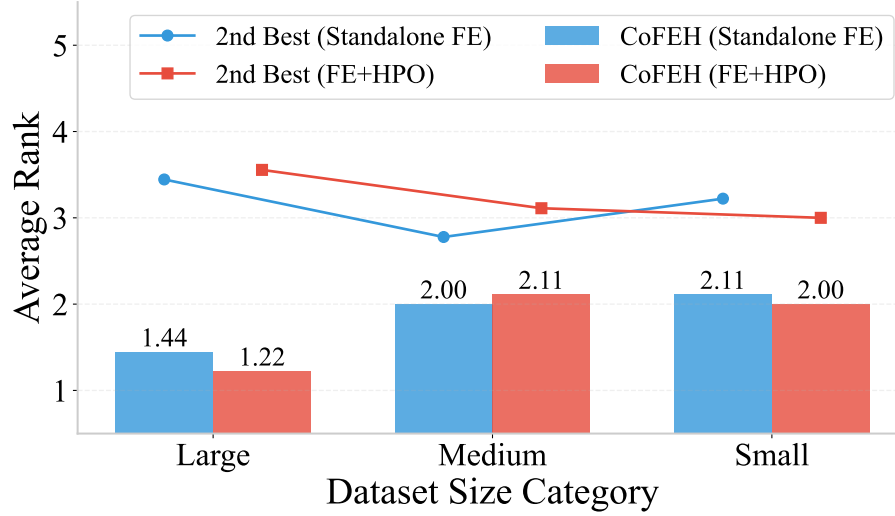 2nd Best (Standalone FE)
2nd Best (FE+HPO)
CoFEH (Standalone FE)
CoFEH (FE+HPO)
Average Rank
5
4
3
2
1
1.44
1.22
2.00
2.11
2.11
2.00
Large
Medium
Small
Dataset Size Category